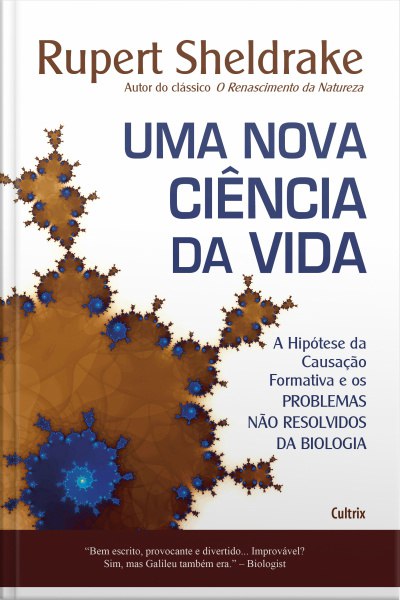 Rupert Sheldrake
Autor do clássico O Renascimento da Natureza
UMA NOVA
CIÊNCIA
DA VIDA
A Hipótese da
Causação
Formativa e os
PROBLEMAS
NÃO RESOLVIDOS
DA BIOLOGIA
Cultrix
“Bem escrito, provocante e divertido... Improvável?
Sim, mas Galileu também era.” – Biologist